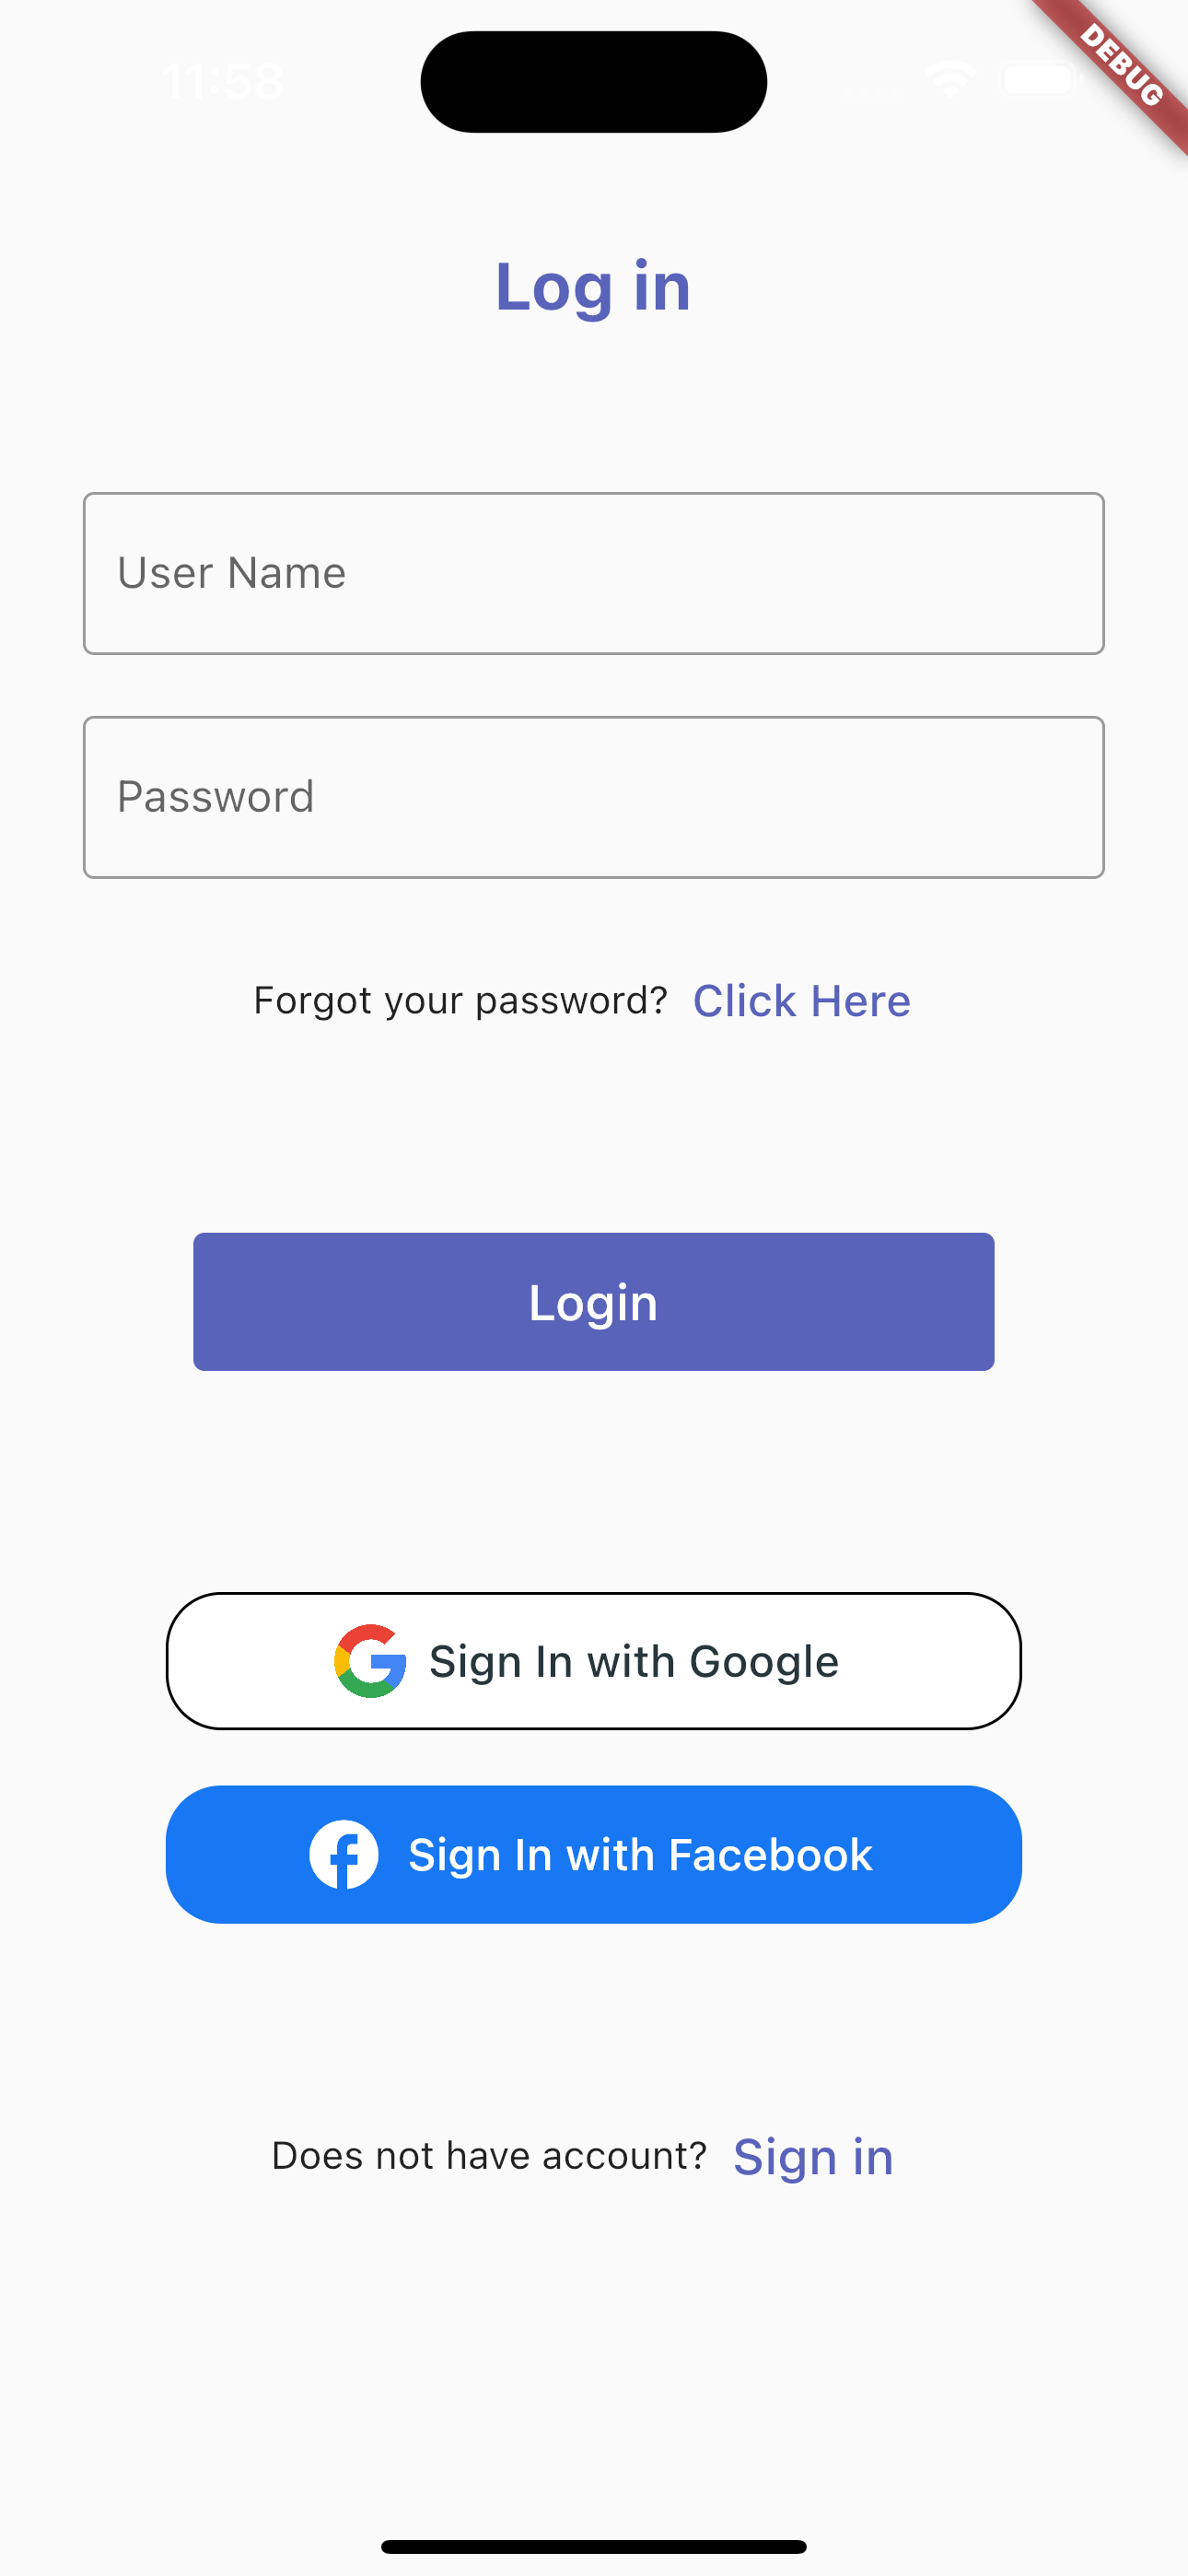 11:58
DEBUG
Log in
User Name
Password
Forgot your password? Click Here
Login
Sign In with Google
Sign In with Facebook
Does not have account? Sign in